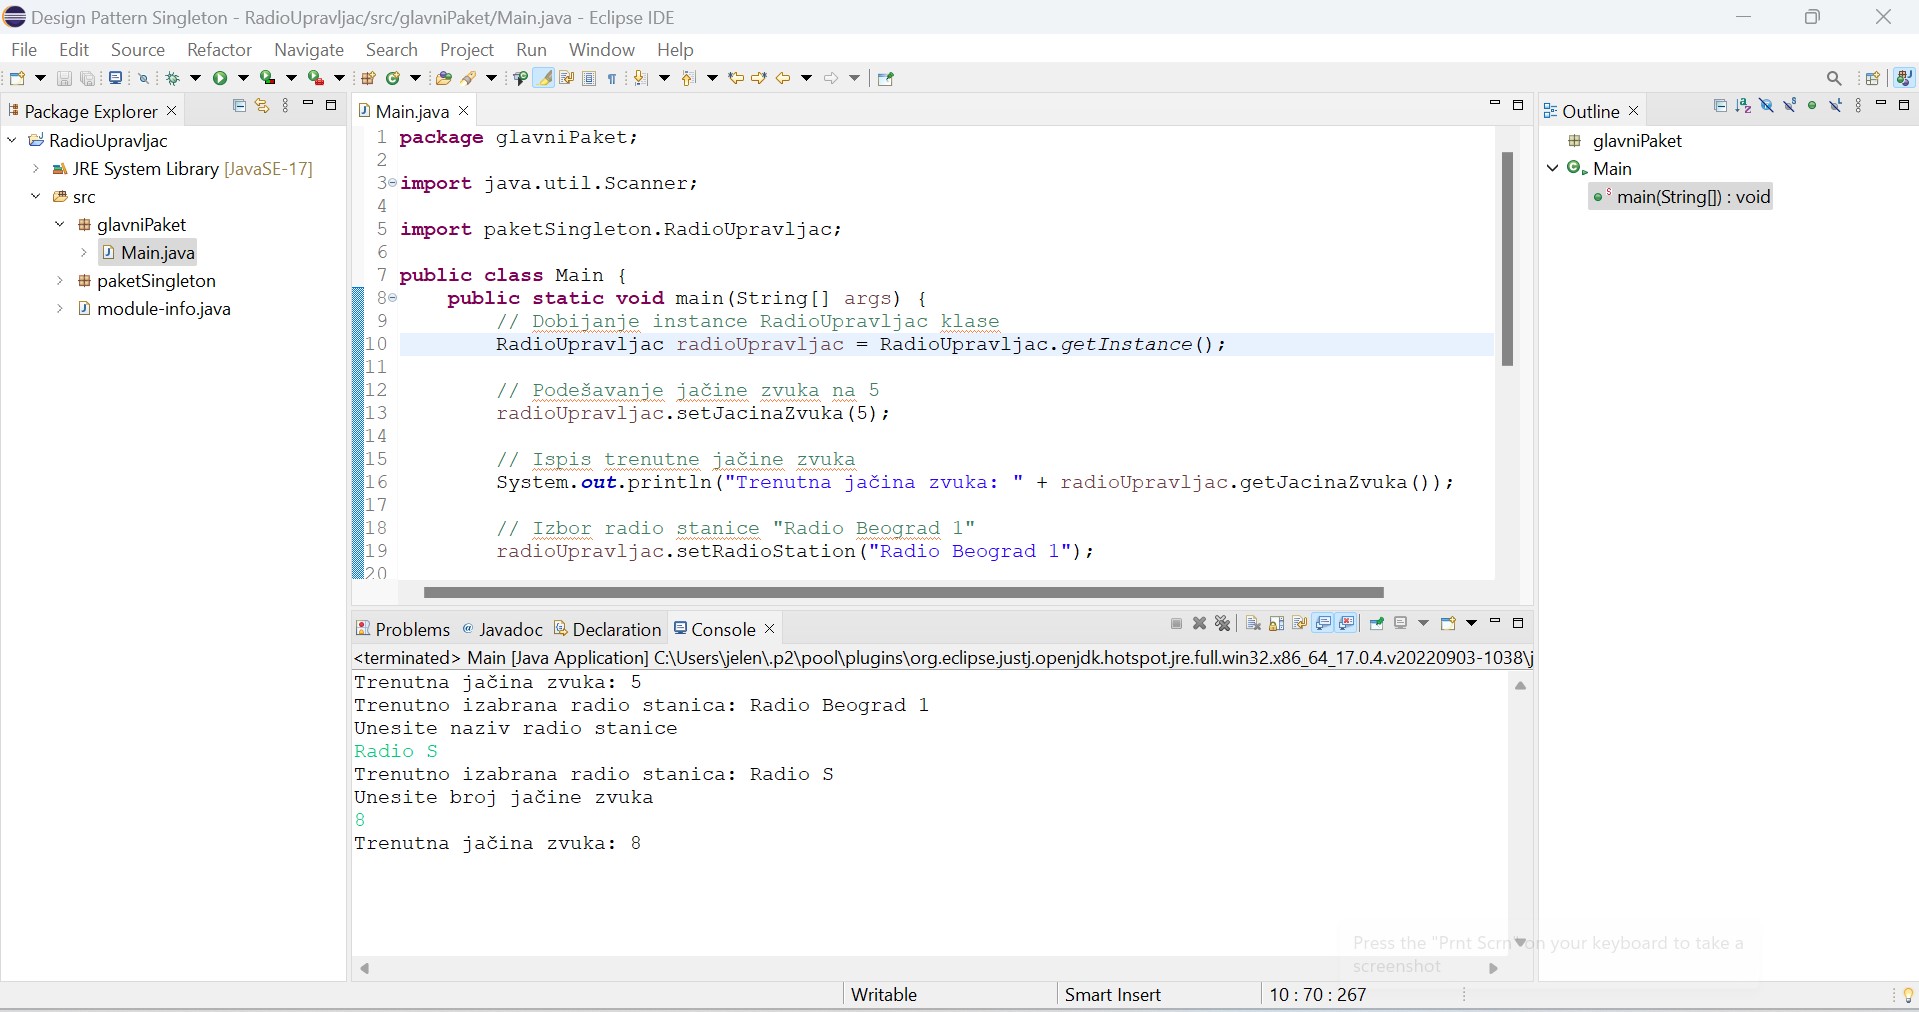 Design Pattern Singleton - RadioUpravljac/src/glavniPaket/Main.java - Eclipse IDE
File Edit Source Refactor Navigate Search Project Run Window Help
Package Explorer
RadioUpravljac
JRE System Library [JavaSE-17]
src
glavniPaket
Main.java
paketSingleton
module-info.java
Main.java
1 package glavniPaket;
2
3 import java.util.Scanner;
4
5 import paketSingleton.RadioUpravljac;
6
7 public class Main {
8 public static void main(String[] args) {
9 // Dobijanje instance RadioUpravljac klase
10 RadioUpravljac radioUpravljac = RadioUpravljac.getInstance();
11
12 // Podešavanje jačine zvuka na 5
13 radioUpravljac.setJacinaZvuka(5);
14
15 // Ispis trenutne jačine zvuka
16 System.out.println("Trenutna jačina zvuka: " + radioUpravljac.getJacinaZvuka());
17
18 // Izbor radio stanice "Radio Beograd 1"
19 radioUpravljac.setRadioStation("Radio Beograd 1");
20
Outline
glavniPaket
Main
main(String[]) : void
Problems Javadoc Declaration Console
<terminated> Main [Java Application] C:\Users\jelen\.p2\pool\plugins\org.eclipse.justj.openjdk.hotspot.jre.full.win32.x86_64_17.0.4.v20220903-1038\j
Trenutna jačina zvuka: 5
Trenutno izabrana radio stanica: Radio Beograd 1
Unesite naziv radio stanice
Radio S
Trenutno izabrana radio stanica: Radio S
Unesite broj jačine zvuka
8
Trenutna jačina zvuka: 8
Press the "Prnt Scrn" on your keyboard to take a
screenshot
Writable Smart Insert 10 : 70 : 267